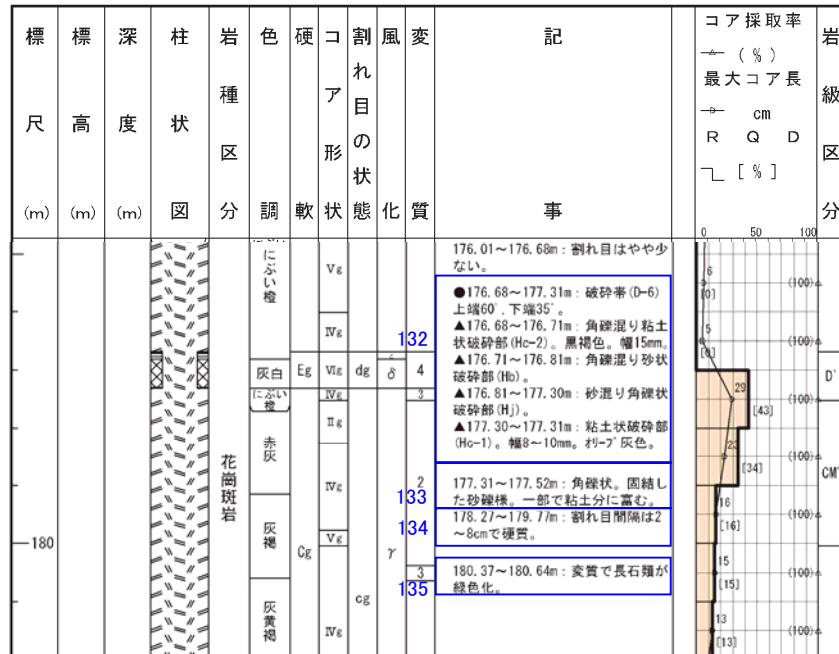 標尺(m)
標高(m)
深度(m)
柱状図
岩種区分
色調
硬軟
コア形状
割れ目の状態
風化
変質
記事
コア採取率
(%)
最大コア長
cm
RQD
[%]
岩級区分
0 50 100
180
花崗斑岩
にぶい橙
灰白
にぶい橙
赤灰
灰褐
灰黄褐
Eg
Cg
Vg
Ⅳg
Ⅵg
Ⅳg
Ⅱg
Ⅳg
Ⅴg
Ⅳg
dg
cg
δ
γ
4
3
2
3
132
133
134
135
176.01～176.68m：割れ目はやや少
ない。
●176.68～177.31m：破砕帯(D-6)
上端60ﾟ,下端35ﾟ。
▲176.68～176.71m：角礫混り粘土
状破砕部(Hc-2)。黒褐色。幅15mm。
▲176.71～176.81m：角礫混り砂状
破砕部(Hb)。
▲176.81～177.30m：砂混り角礫状
破砕部(Hj)。
▲177.30～177.31m：粘土状破砕部
(Hc-1)。幅8～10mm。ｵﾘｰﾌﾞ灰色。
177.31～177.52m：角礫状。固結し
た砂礫様。一部で粘土分に富む。
178.27～179.77m：割れ目間隔は2
～8cmで硬質。
180.37～180.64m：変質で長石類が
緑色化。
6
[0]
(100)
5
[0]
(100)
29
[43]
(100)
23
[34]
(100)
16
[16]
(100)
15
[15]
(100)
13
[13]
(100)
D'